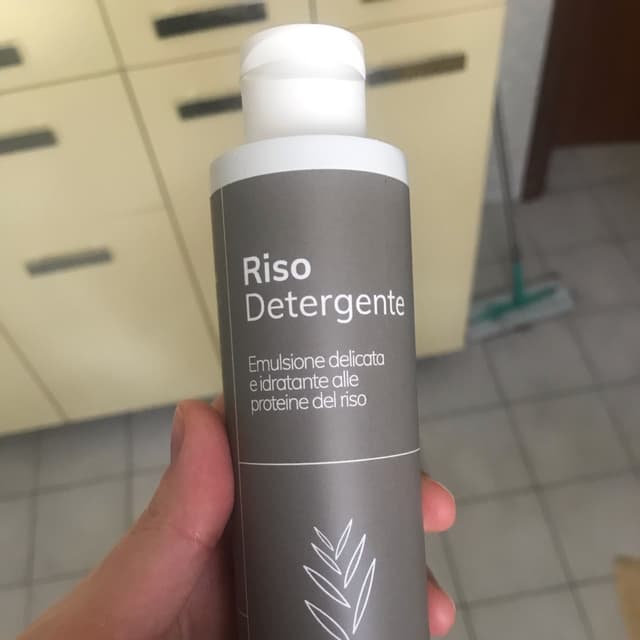 Riso
Detergente
Emulsione delicata
e idratante alle
proteine del riso